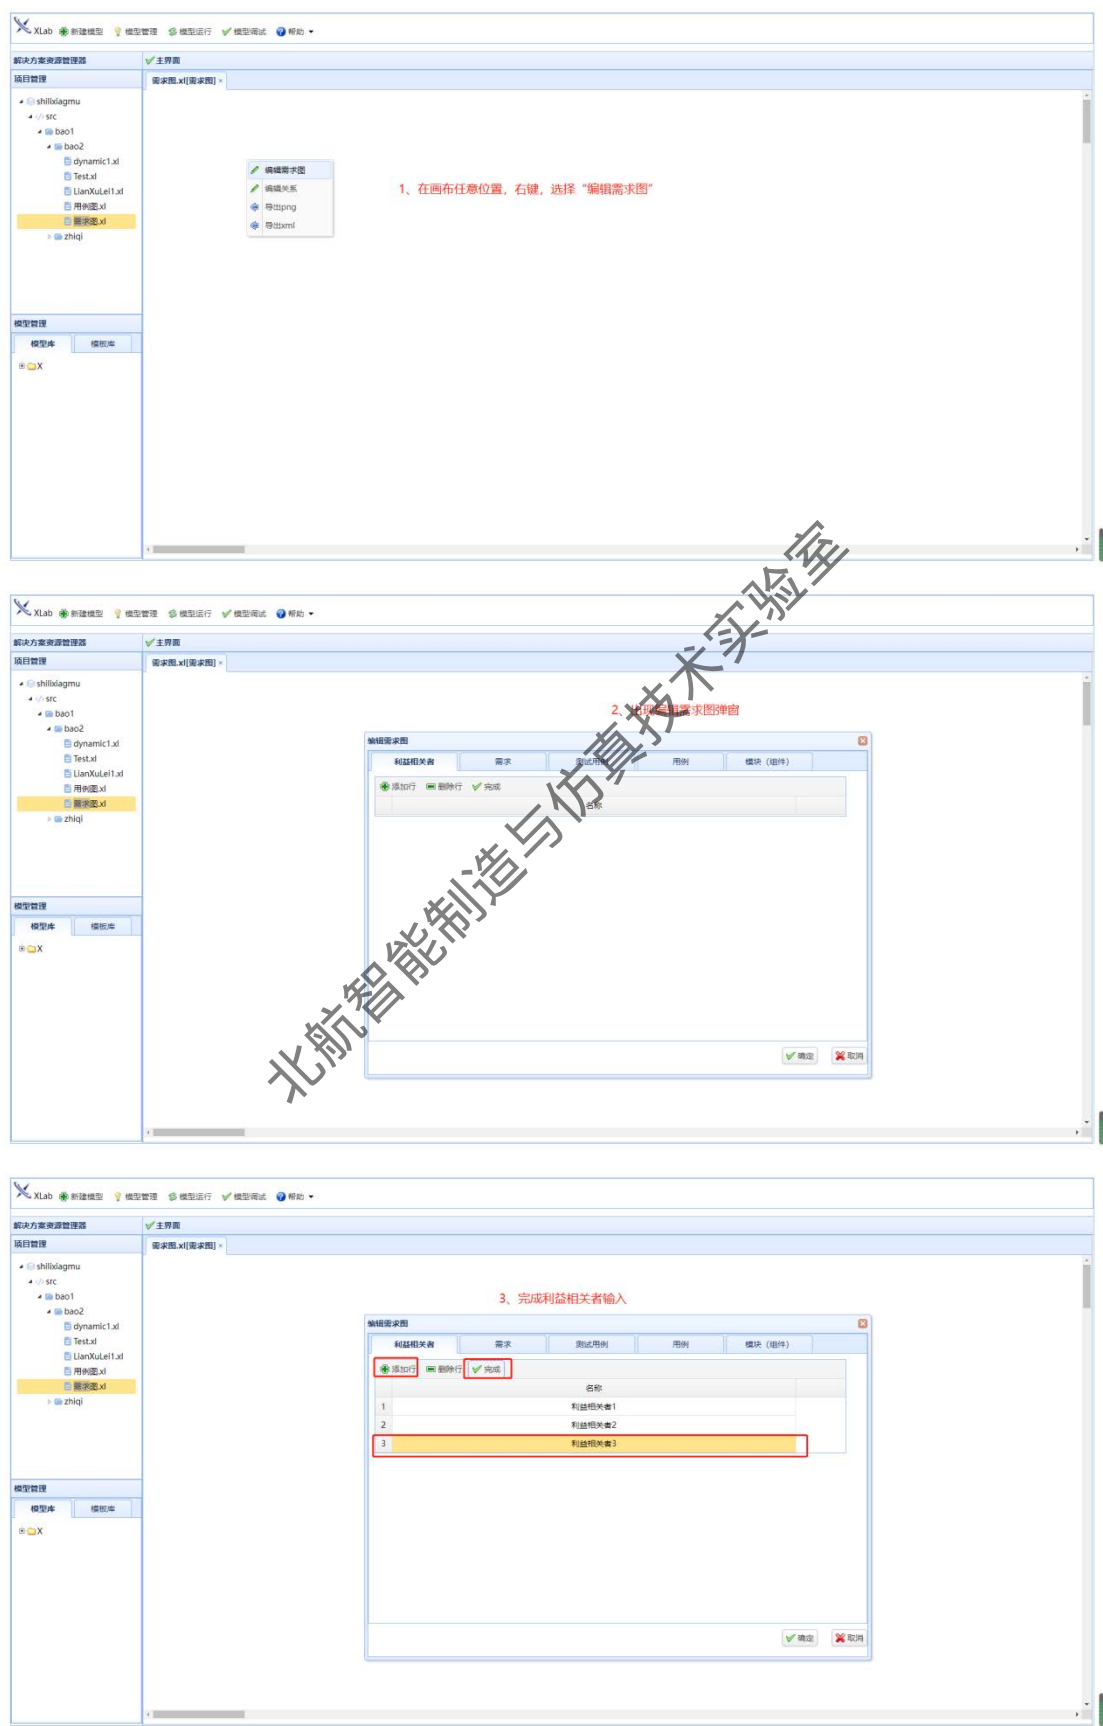 XLab 新建模型 模型管理 模型运行 模型调试 帮助
解决方案资源管理器 主界面
项目管理 需求图.xl[需求图] ×
shilixiagmu
src
bao1
bao2
dynamic1.xl
Test.xl
LianXuLei1.xl
用例图.xl
需求图.xl
zhiqi
编辑需求图
编辑关系
导出png
导出xml
1、在画布任意位置，右键，选择“编辑需求图”
模型管理
模型库 模板库
X
XLab 新建模型 模型管理 模型运行 模型调试 帮助
解决方案资源管理器 主界面
项目管理 需求图.xl[需求图] ×
shilixiagmu
src
bao1
bao2
dynamic1.xl
Test.xl
LianXuLei1.xl
用例图.xl
需求图.xl
zhiqi
2、出现编辑需求图弹窗
编辑需求图
利益相关者 需求 测试用例 用例 模块（组件）
添加行 删除行 完成
名称
确定 取消
模型管理
模型库 模板库
X
北航智能制造与仿真技术实验室
XLab 新建模型 模型管理 模型运行 模型调试 帮助
解决方案资源管理器 主界面
项目管理 需求图.xl[需求图] ×
shilixiagmu
src
bao1
bao2
dynamic1.xl
Test.xl
LianXuLei1.xl
用例图.xl
需求图.xl
zhiqi
3、完成利益相关者输入
编辑需求图
利益相关者 需求 测试用例 用例 模块（组件）
添加行 删除行 完成
名称
1 利益相关者1
2 利益相关者2
3 利益相关者3
确定 取消
模型管理
模型库 模板库
X